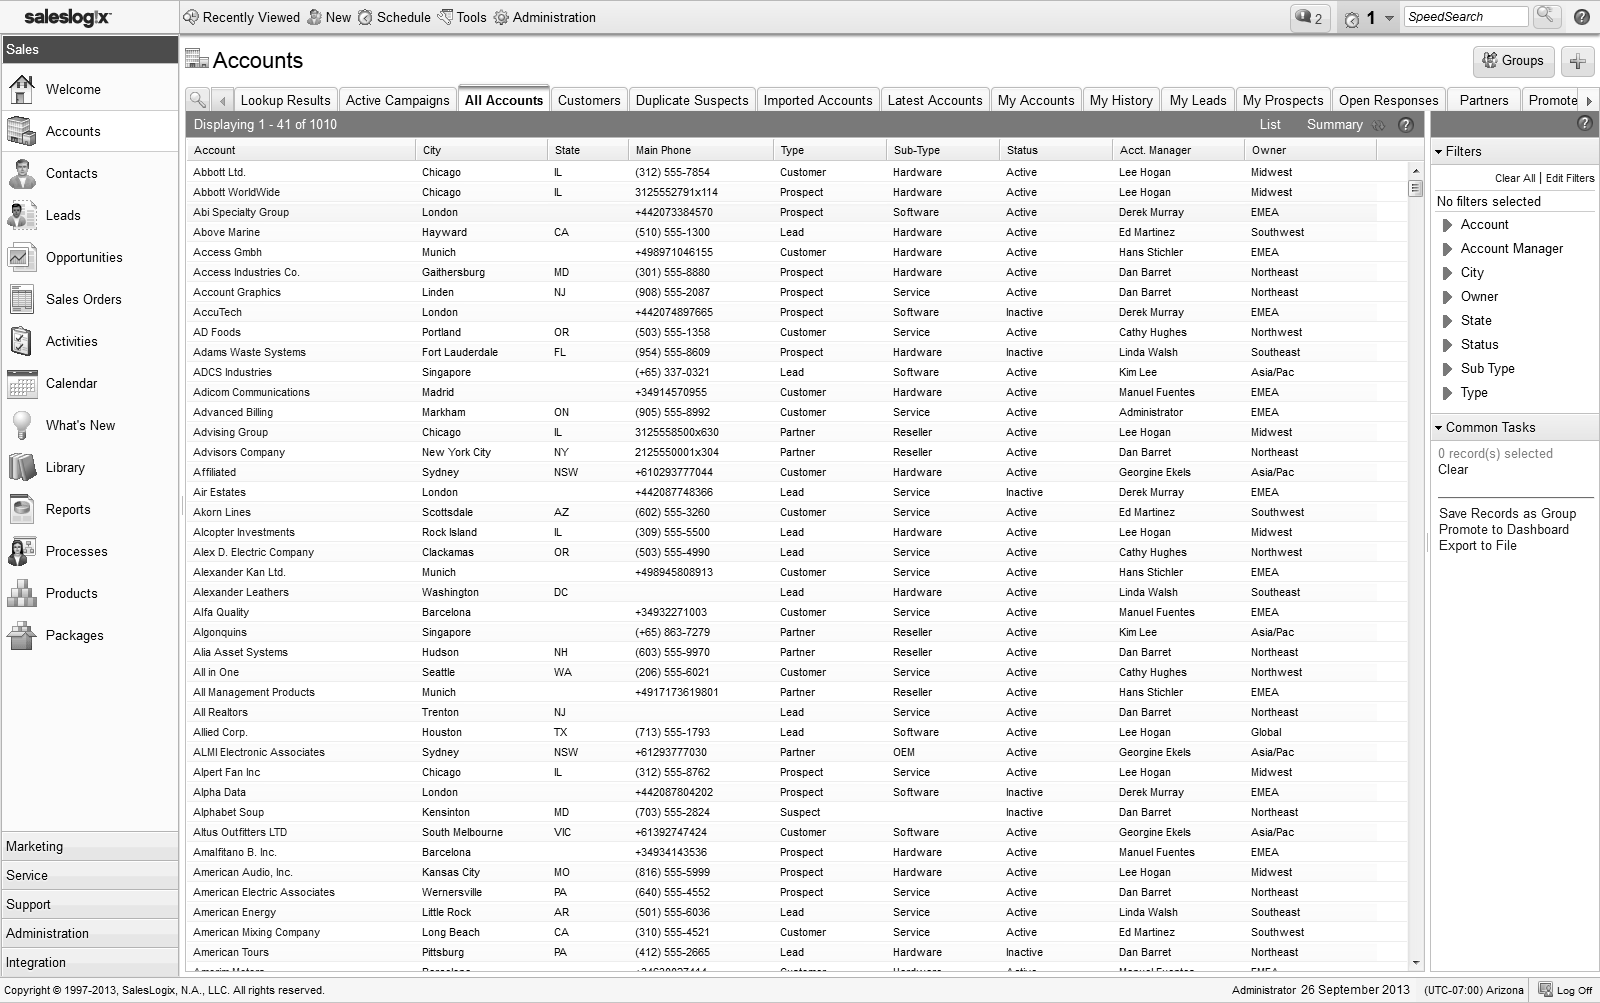 saleslogix
Recently Viewed New Schedule Tools Administration
2 1 SpeedSearch
Sales
Welcome
Accounts
Contacts
Leads
Opportunities
Sales Orders
Activities
Calendar
What's New
Library
Reports
Processes
Products
Packages
Marketing
Service
Support
Administration
Integration
Accounts
Groups
Lookup Results Active Campaigns All Accounts Customers Duplicate Suspects Imported Accounts Latest Accounts My Accounts My History My Leads My Prospects Open Responses Partners Promote
Displaying 1 - 41 of 1010 List Summary
Account City State Main Phone Type Sub-Type Status Acct. Manager Owner
Abbott Ltd. Chicago IL (312) 555-7854 Customer Hardware Active Lee Hogan Midwest
Abbott WorldWide Chicago IL 3125552791x114 Prospect Hardware Active Lee Hogan Midwest
Abi Specialty Group London +442073384570 Prospect Software Active Derek Murray EMEA
Above Marine Hayward CA (510) 555-1300 Lead Hardware Active Ed Martinez Southwest
Access Gmbh Munich +498971046155 Customer Hardware Active Hans Stichler EMEA
Access Industries Co. Gaithersburg MD (301) 555-8880 Prospect Hardware Active Dan Barret Northeast
Account Graphics Linden NJ (908) 555-2087 Prospect Service Active Dan Barret Northeast
AccuTech London +442074897665 Prospect Software Inactive Derek Murray EMEA
AD Foods Portland OR (503) 555-1358 Customer Service Active Cathy Hughes Northwest
Adams Waste Systems Fort Lauderdale FL (954) 555-8609 Prospect Hardware Inactive Linda Walsh Southeast
ADCS Industries Singapore (+65) 337-0321 Lead Software Active Kim Lee Asia/Pac
Adicom Communications Madrid +34914570955 Customer Hardware Active Manuel Fuentes EMEA
Advanced Billing Markham ON (905) 555-8992 Customer Service Active Administrator EMEA
Advising Group Chicago IL 3125558500x630 Partner Reseller Active Lee Hogan Midwest
Advisors Company New York City NY 2125550001x304 Partner Reseller Active Dan Barret Northeast
Affiliated Sydney NSW +610293777044 Customer Hardware Active Georgine Ekels Asia/Pac
Air Estates London +442087748366 Lead Service Inactive Derek Murray EMEA
Akorn Lines Scottsdale AZ (602) 555-3260 Customer Service Active Ed Martinez Southwest
Alcopter Investments Rock Island IL (309) 555-5500 Lead Hardware Active Lee Hogan Midwest
Alex D. Electric Company Clackamas OR (503) 555-4990 Lead Service Active Cathy Hughes Northwest
Alexander Kan Ltd. Munich +498945808913 Customer Service Active Hans Stichler EMEA
Alexander Leathers Washington DC Lead Hardware Active Linda Walsh Southeast
Alfa Quality Barcelona +34932271003 Customer Service Active Manuel Fuentes EMEA
Algonquins Singapore (+65) 863-7279 Partner Reseller Active Kim Lee Asia/Pac
Alia Asset Systems Hudson NH (603) 555-9970 Partner Reseller Active Dan Barret Northeast
All in One Seattle WA (206) 555-6021 Customer Service Active Cathy Hughes Northwest
All Management Products Munich +4917173619801 Partner Reseller Active Hans Stichler EMEA
All Realtors Trenton NJ Lead Service Active Dan Barret Northeast
Allied Corp. Houston TX (713) 555-1793 Lead Software Active Lee Hogan Global
ALMI Electronic Associates Sydney NSW +61293777030 Partner OEM Active Georgine Ekels Asia/Pac
Alpert Fan Inc Chicago IL (312) 555-8762 Prospect Service Active Lee Hogan Midwest
Alpha Data London +442087804202 Prospect Software Inactive Derek Murray EMEA
Alphabet Soup Kensinton MD (703) 555-2824 Suspect Inactive Dan Barret Northeast
Altus Outfitters LTD South Melbourne VIC +61392747424 Customer Software Active Georgine Ekels Asia/Pac
Amalfitano B. Inc. Barcelona +34934143536 Prospect Hardware Active Manuel Fuentes EMEA
American Audio, Inc. Kansas City MO (816) 555-5999 Prospect Hardware Active Lee Hogan Midwest
American Electric Associates Wernersville PA (640) 555-4552 Prospect Service Active Dan Barret Northeast
American Energy Little Rock AR (501) 555-6036 Lead Service Active Linda Walsh Southeast
American Mixing Company Long Beach CA (310) 555-4521 Customer Service Active Ed Martinez Southwest
American Tours Pittsburg PA (412) 555-2665 Lead Hardware Inactive Dan Barret Northeast
Filters
Clear All | Edit Filters
No filters selected
Account
Account Manager
City
Owner
State
Status
Sub Type
Type
Common Tasks
0 record(s) selected
Clear
Save Records as Group
Promote to Dashboard
Export to File
Copyright © 1997-2013, SalesLogix, N.A., LLC. All rights reserved.
Administrator 26 September 2013 (UTC-07:00) Arizona Log Off